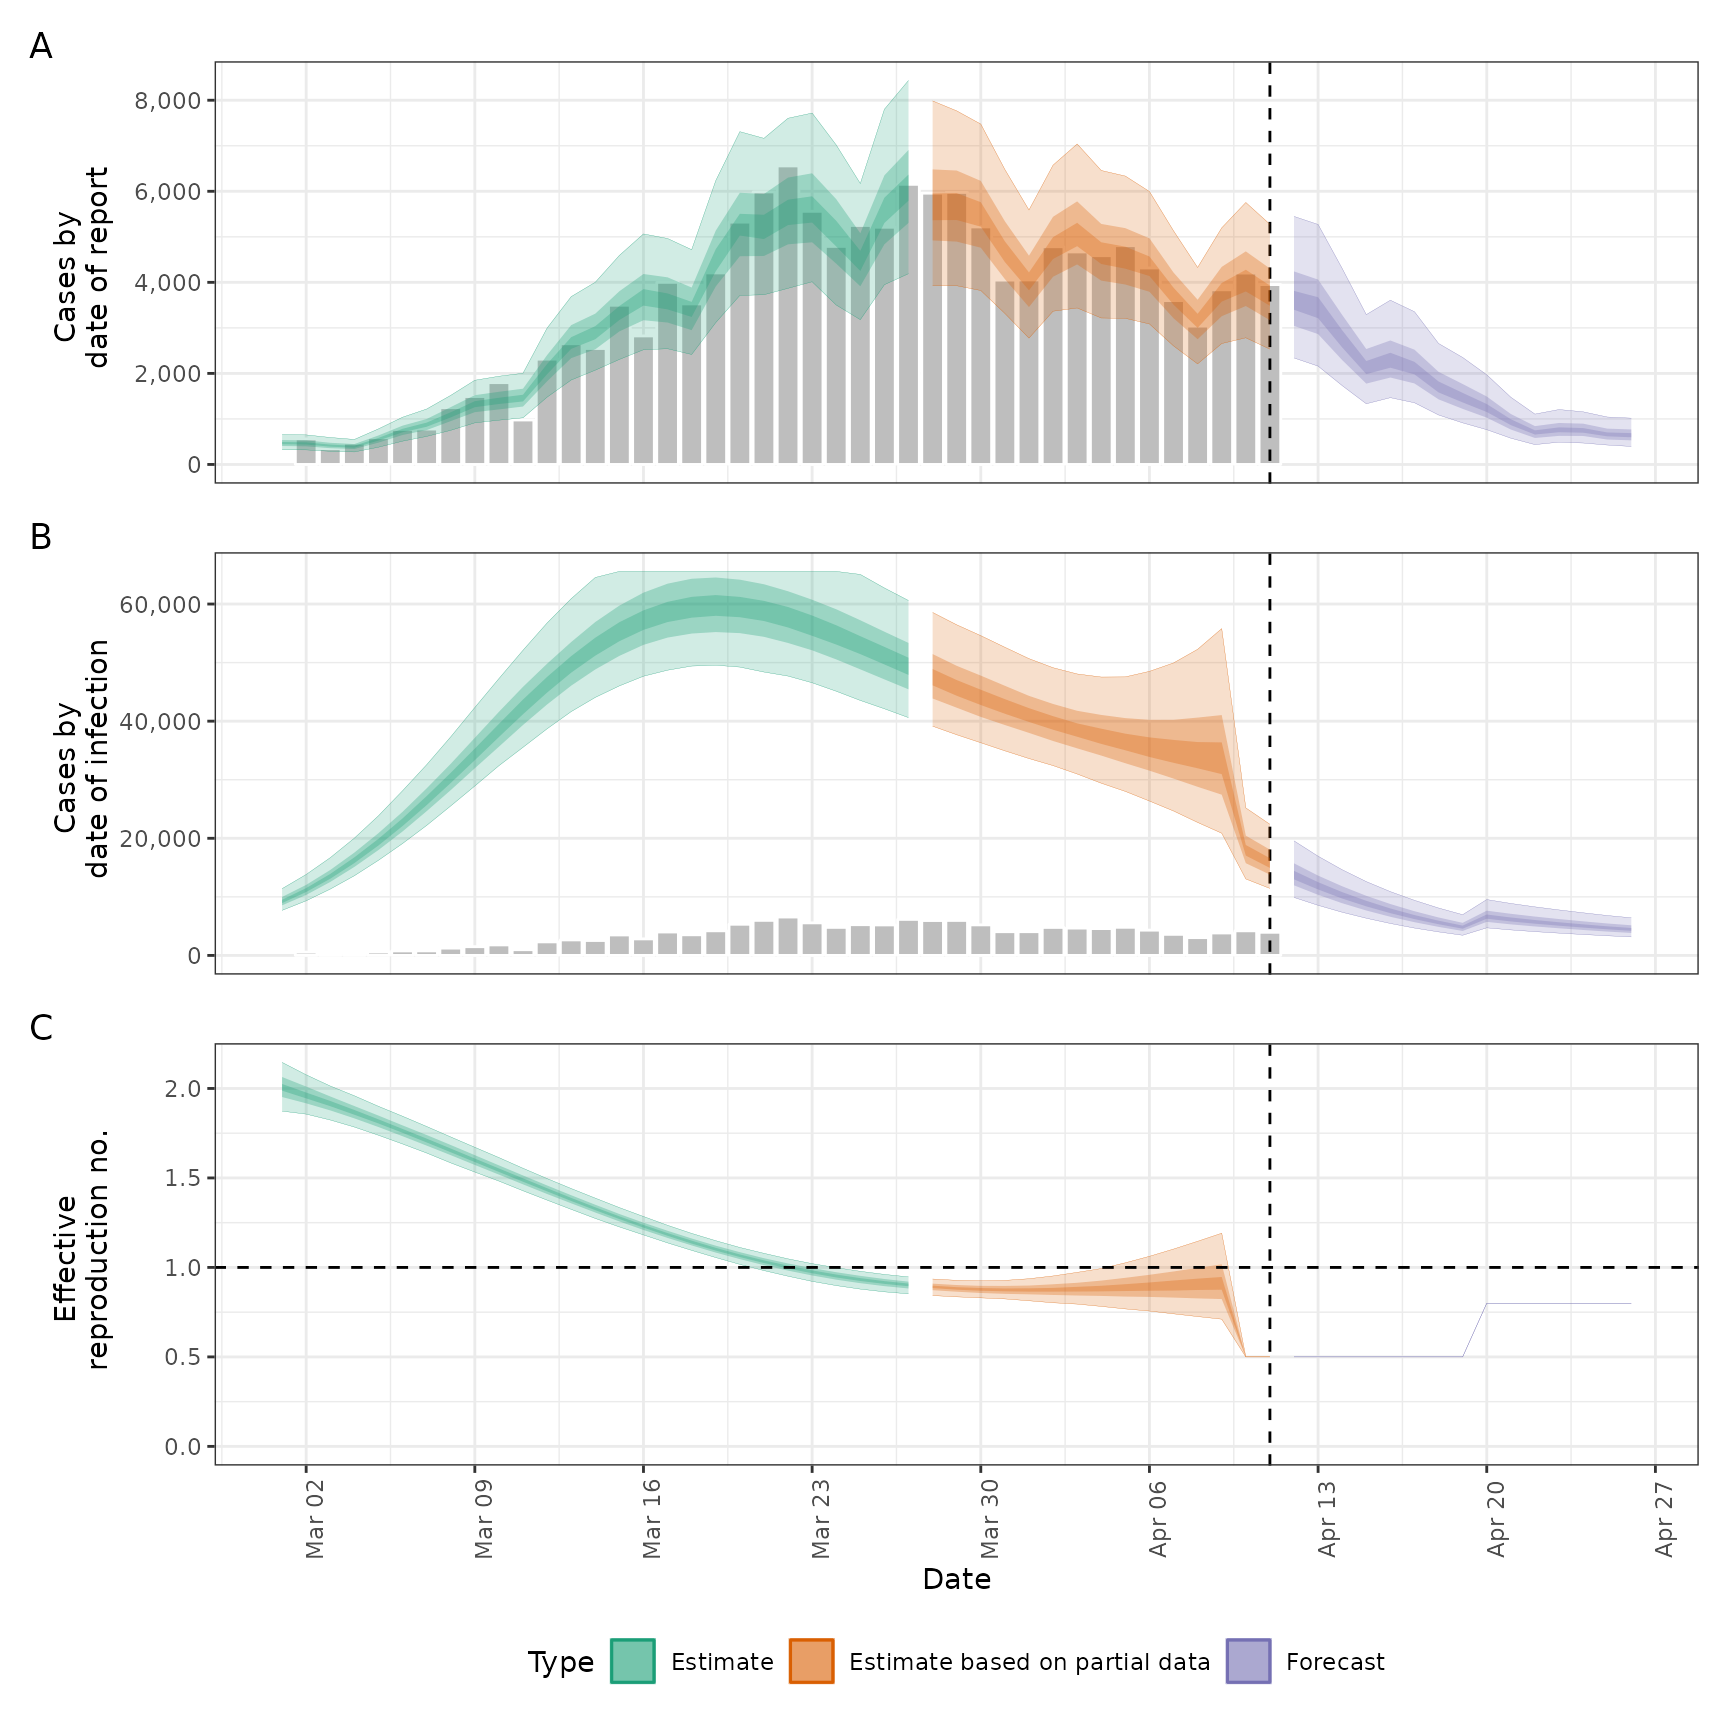 A
Cases by
date of report
8,000
6,000
4,000
2,000
0
B
Cases by
date of infection
60,000
40,000
20,000
0
C
Effective
reproduction no.
2.0
1.5
1.0
0.5
0.0
Mar 02
Mar 09
Mar 16
Mar 23
Mar 30
Apr 06
Apr 13
Apr 20
Apr 27
Date
Type
Estimate
Estimate based on partial data
Forecast